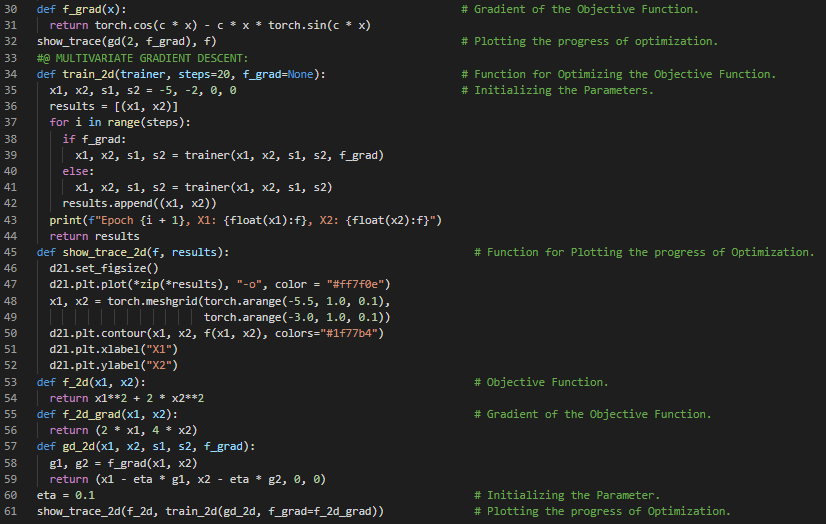 30 def f_grad(x): # Gradient of the Objective Function.
31 return torch.cos(c * x) - c * x * torch.sin(c * x)
32 show_trace(gd(2, f_grad), f) # Plotting the progress of optimization.
33 #@ MULTIVARIATE GRADIENT DESCENT:
34 def train_2d(trainer, steps=20, f_grad=None): # Function for Optimizing the Objective Function.
35 x1, x2, s1, s2 = -5, -2, 0, 0 # Initializing the Parameters.
36 results = [(x1, x2)]
37 for i in range(steps):
38 if f_grad:
39 x1, x2, s1, s2 = trainer(x1, x2, s1, s2, f_grad)
40 else:
41 x1, x2, s1, s2 = trainer(x1, x2, s1, s2)
42 results.append((x1, x2))
43 print(f"Epoch {i + 1}, X1: {float(x1):f}, X2: {float(x2):f}")
44 return results
45 def show_trace_2d(f, results): # Function for Plotting the progress of Optimization.
46 d2l.set_figsize()
47 d2l.plt.plot(*zip(*results), "-o", color = "#ff7f0e")
48 x1, x2 = torch.meshgrid(torch.arange(-5.5, 1.0, 0.1),
49 torch.arange(-3.0, 1.0, 0.1))
50 d2l.plt.contour(x1, x2, f(x1, x2), colors="#1f77b4")
51 d2l.plt.xlabel("X1")
52 d2l.plt.ylabel("X2")
53 def f_2d(x1, x2): # Objective Function.
54 return x1**2 + 2 * x2**2
55 def f_2d_grad(x1, x2): # Gradient of the Objective Function.
56 return (2 * x1, 4 * x2)
57 def gd_2d(x1, x2, s1, s2, f_grad):
58 g1, g2 = f_grad(x1, x2)
59 return (x1 - eta * g1, x2 - eta * g2, 0, 0)
60 eta = 0.1 # Initializing the Parameter.
61 show_trace_2d(f_2d, train_2d(gd_2d, f_grad=f_2d_grad)) # Plotting the progress of Optimization.